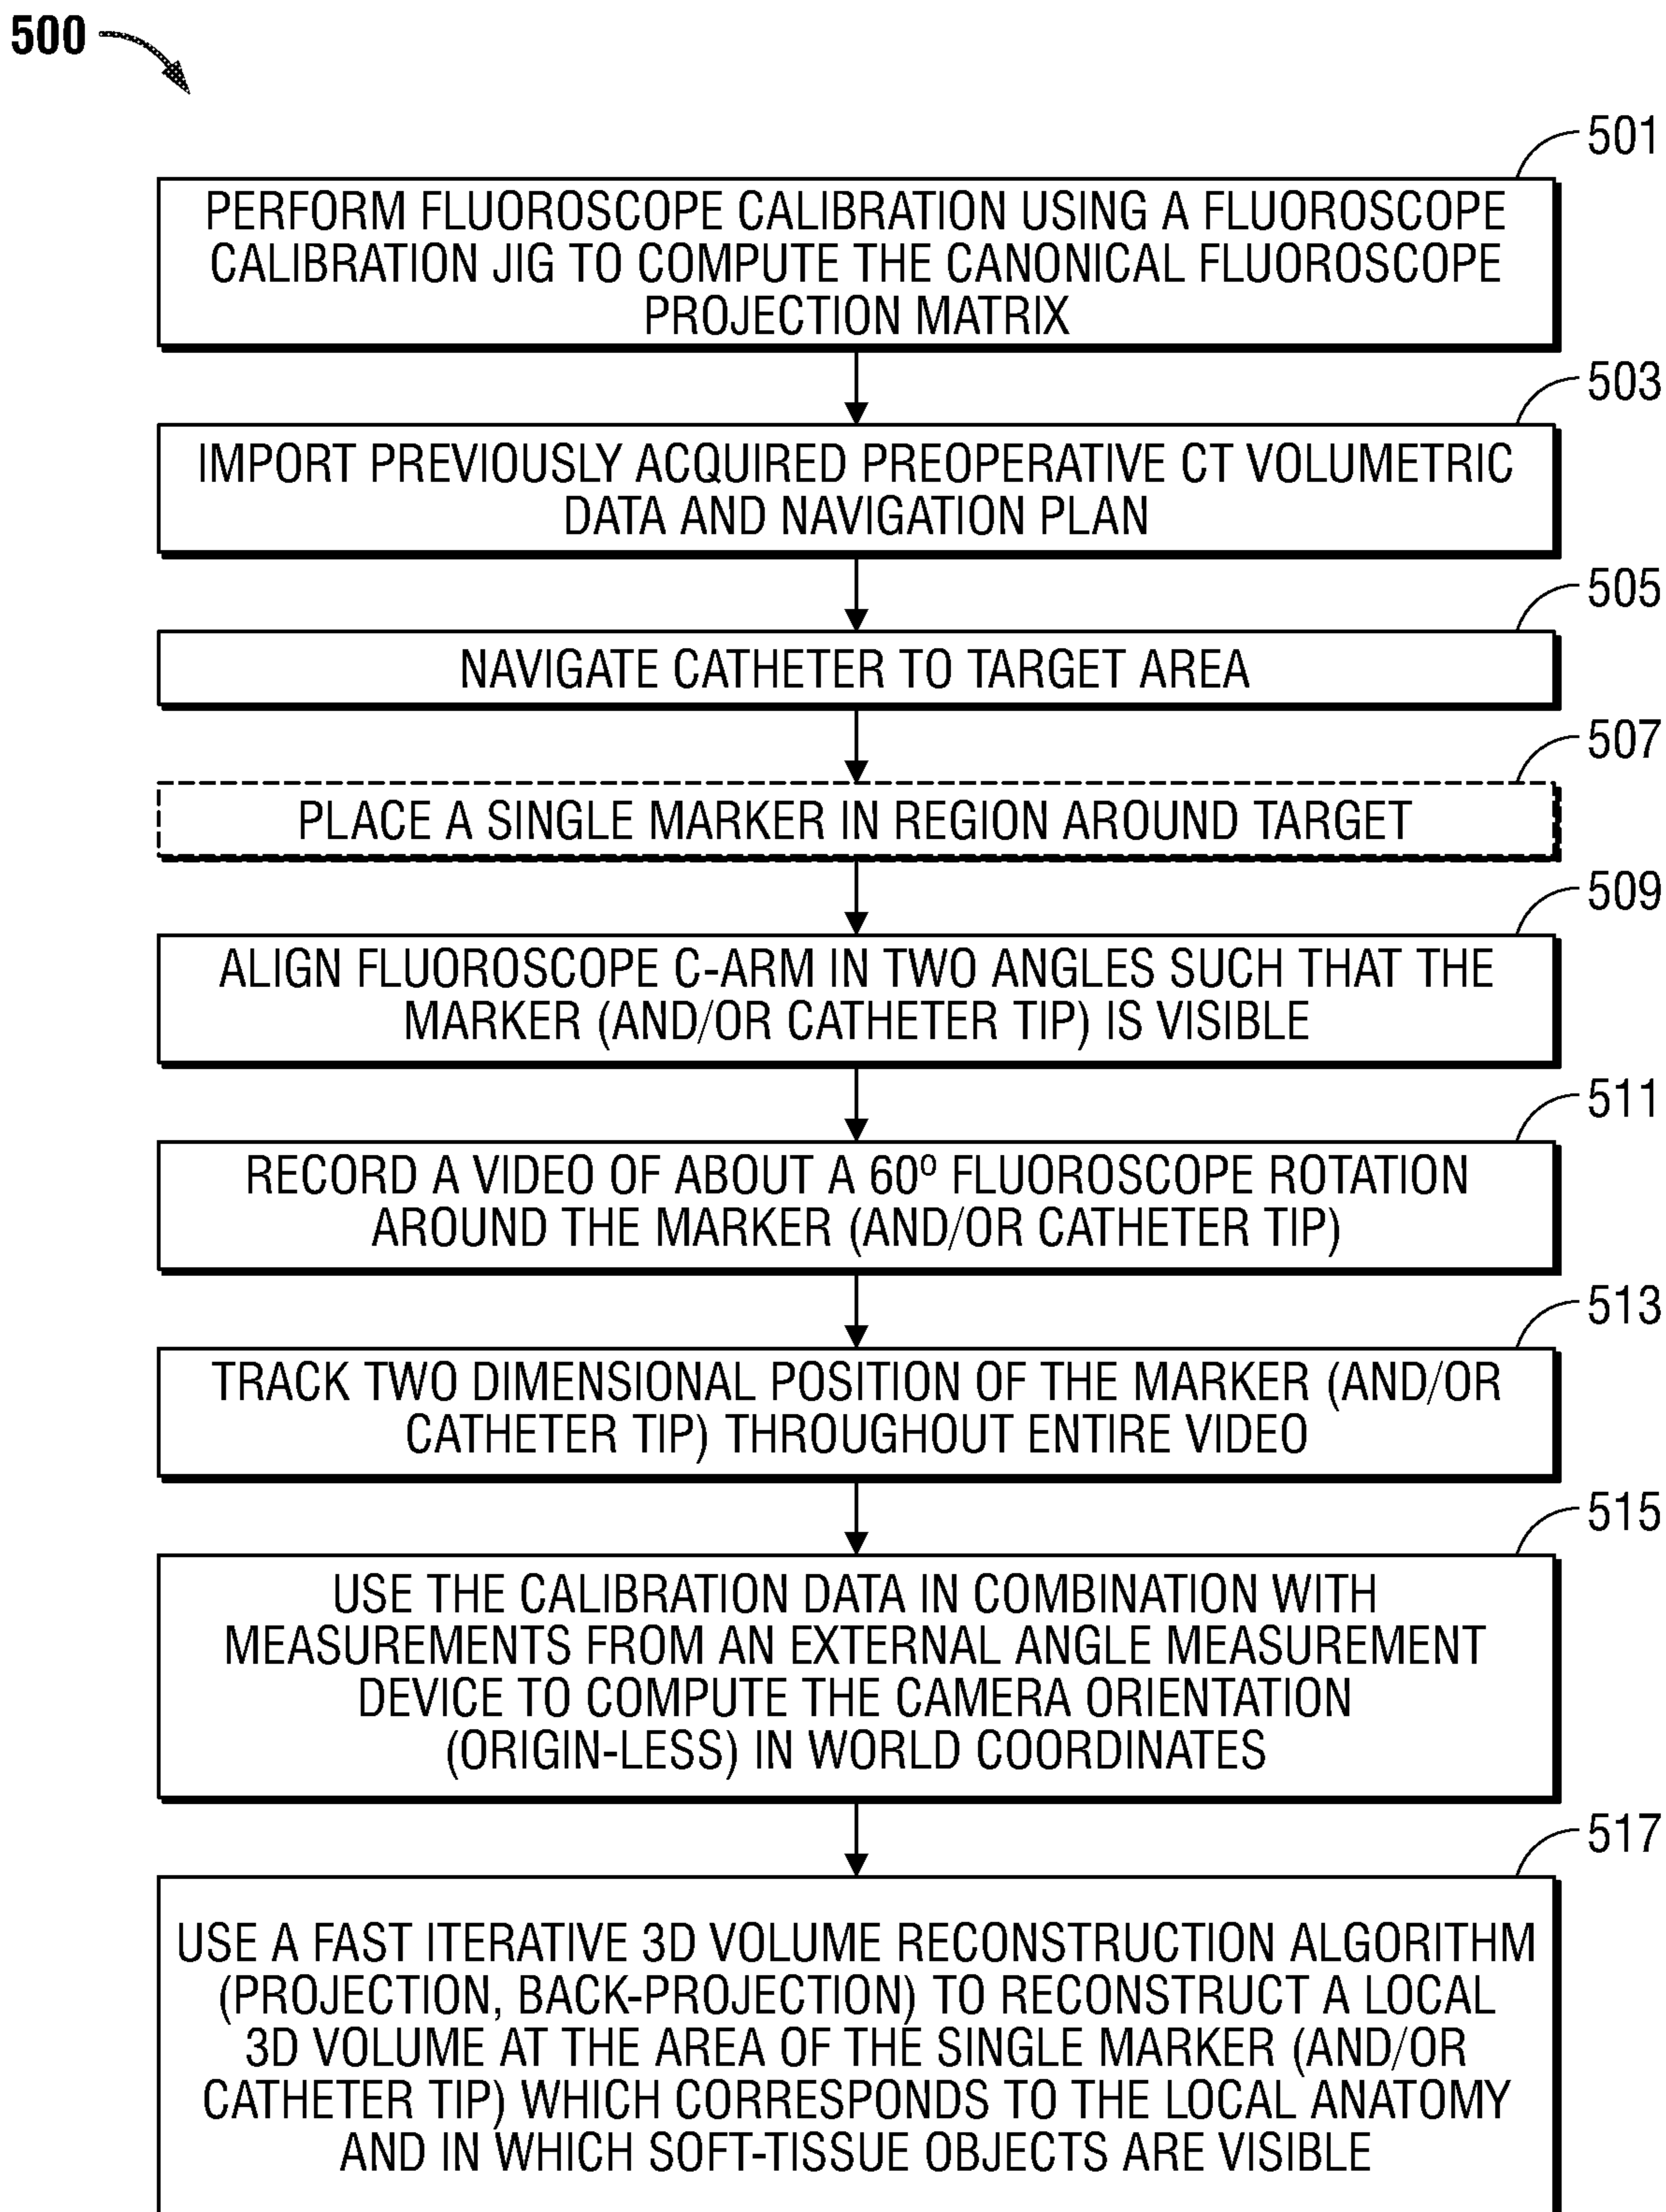 500
501
PERFORM FLUOROSCOPE CALIBRATION USING A FLUOROSCOPE
CALIBRATION JIG TO COMPUTE THE CANONICAL FLUOROSCOPE
PROJECTION MATRIX
503
IMPORT PREVIOUSLY ACQUIRED PREOPERATIVE CT VOLUMETRIC
DATA AND NAVIGATION PLAN
505
NAVIGATE CATHETER TO TARGET AREA
507
PLACE A SINGLE MARKER IN REGION AROUND TARGET
509
ALIGN FLUOROSCOPE C-ARM IN TWO ANGLES SUCH THAT THE
MARKER (AND/OR CATHETER TIP) IS VISIBLE
511
RECORD A VIDEO OF ABOUT A 60º FLUOROSCOPE ROTATION
AROUND THE MARKER (AND/OR CATHETER TIP)
513
TRACK TWO DIMENSIONAL POSITION OF THE MARKER (AND/OR
CATHETER TIP) THROUGHOUT ENTIRE VIDEO
515
USE THE CALIBRATION DATA IN COMBINATION WITH
MEASUREMENTS FROM AN EXTERNAL ANGLE MEASUREMENT
DEVICE TO COMPUTE THE CAMERA ORIENTATION
(ORIGIN-LESS) IN WORLD COORDINATES
517
USE A FAST ITERATIVE 3D VOLUME RECONSTRUCTION ALGORITHM
(PROJECTION, BACK-PROJECTION) TO RECONSTRUCT A LOCAL
3D VOLUME AT THE AREA OF THE SINGLE MARKER (AND/OR
CATHETER TIP) WHICH CORRESPONDS TO THE LOCAL ANATOMY
AND IN WHICH SOFT-TISSUE OBJECTS ARE VISIBLE